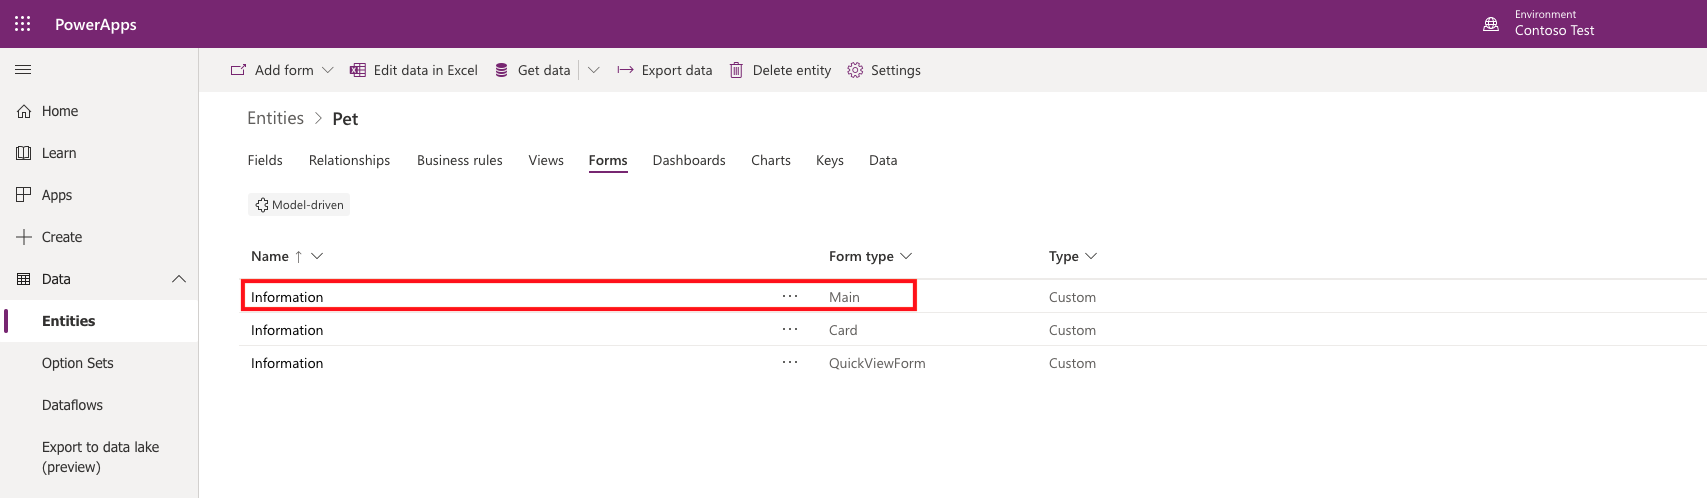 PowerApps
Environment
Contoso Test
Add form
Edit data in Excel
Get data
Export data
Delete entity
Settings
Home
Learn
Apps
Create
Data
Entities
Option Sets
Dataflows
Export to data lake
(preview)
Entities > Pet
Fields Relationships Business rules Views Forms Dashboards Charts Keys Data
Model-driven
Name ↑ Form type Type
Information ··· Main Custom
Information ··· Card Custom
Information ··· QuickViewForm Custom